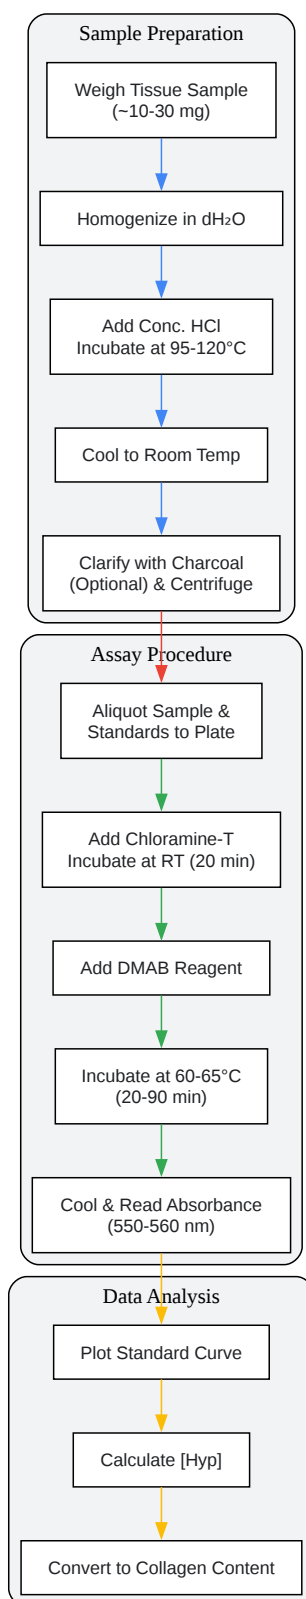 Sample Preparation
Weigh Tissue Sample
(~10-30 mg)
Homogenize in dH₂O
Add Conc. HCl
Incubate at 95-120°C
Cool to Room Temp
Clarify with Charcoal
(Optional) & Centrifuge
Assay Procedure
Aliquot Sample &
Standards to Plate
Add Chloramine-T
Incubate at RT (20 min)
Add DMAB Reagent
Incubate at 60-65°C
(20-90 min)
Cool & Read Absorbance
(550-560 nm)
Data Analysis
Plot Standard Curve
Calculate [Hyp]
Convert to Collagen Content